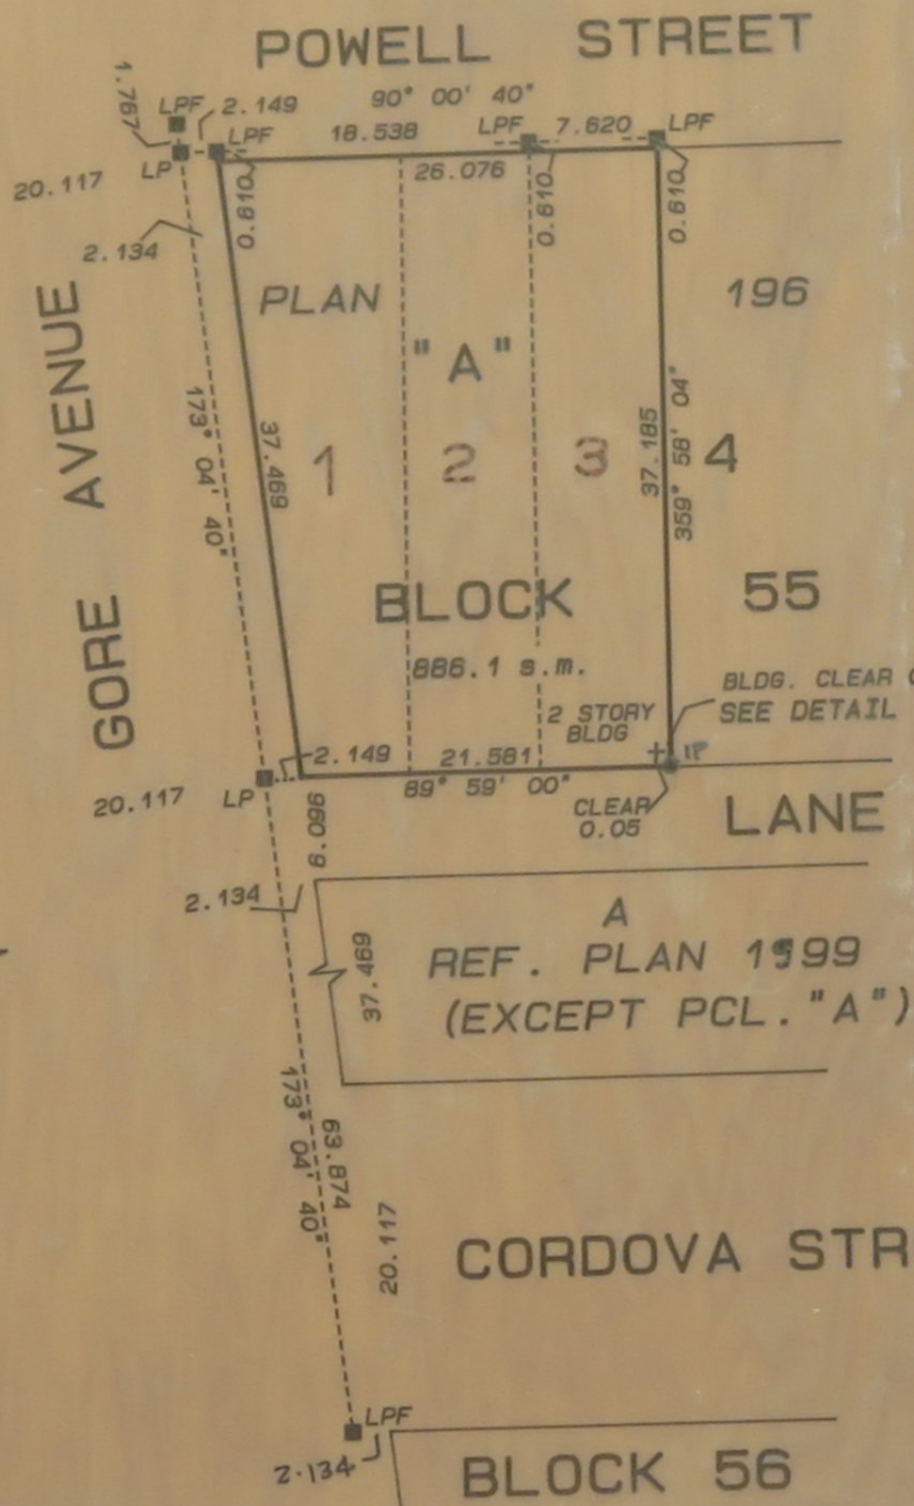 POWELL STREET
90° 00' 40"
1.767
LPF
2.149
LPF
18.538
LPF
7.620
LPF
LP
20.117
26.076
0.610
0.610
0.610
2.134
PLAN
196
"A"
GORE AVENUE
173° 04' 40"
37.469
1
2
3
37.185
359° 58' 04"
4
BLOCK
55
886.1 s.m.
2 STORY
BLDG
BLDG. CLEAR
SEE DETAIL
IP
2.149
21.581
89° 59' 00"
20.117
LP
CLEAR
0.05
LANE
6.096
2.134
A
37.469
REF. PLAN 1999
(EXCEPT PCL. "A")
173° 04' 40"
63.874
20.117
CORDOVA STR
LPF
2.134
BLOCK 56